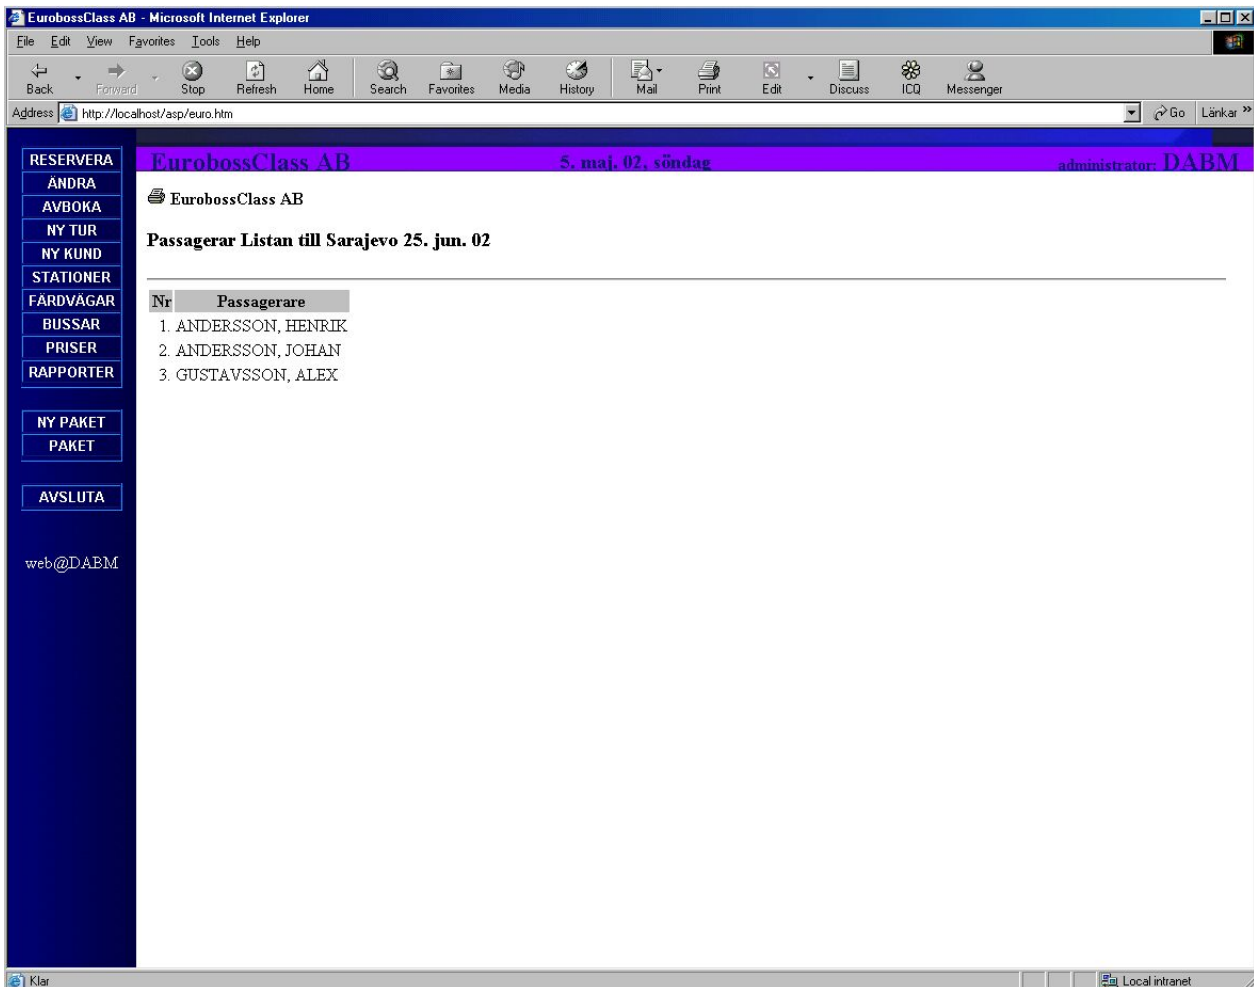 EurobossClass AB - Microsoft Internet Explorer
File Edit View Favorites Tools Help
Back Forward Stop Refresh Home Search Favorites Media History Mail Print Edit Discuss ICQ Messenger
Address http://localhost/asp/euro.htm Go Länkar »
RESERVERA
ÄNDRA
AVBOKA
NY TUR
NY KUND
STATIONER
FÄRDVÄGAR
BUSSAR
PRISER
RAPPORTER
NY PAKET
PAKET
AVSLUTA
web@DABM
EurobossClass AB 5. maj. 02, söndag administrator: DABM
EurobossClass AB
Passagerar Listan till Sarajevo 25. jun. 02
Nr Passagerare
1. ANDERSSON, HENRIK
2. ANDERSSON, JOHAN
3. GUSTAVSSON, ALEX
Klar Local intranet